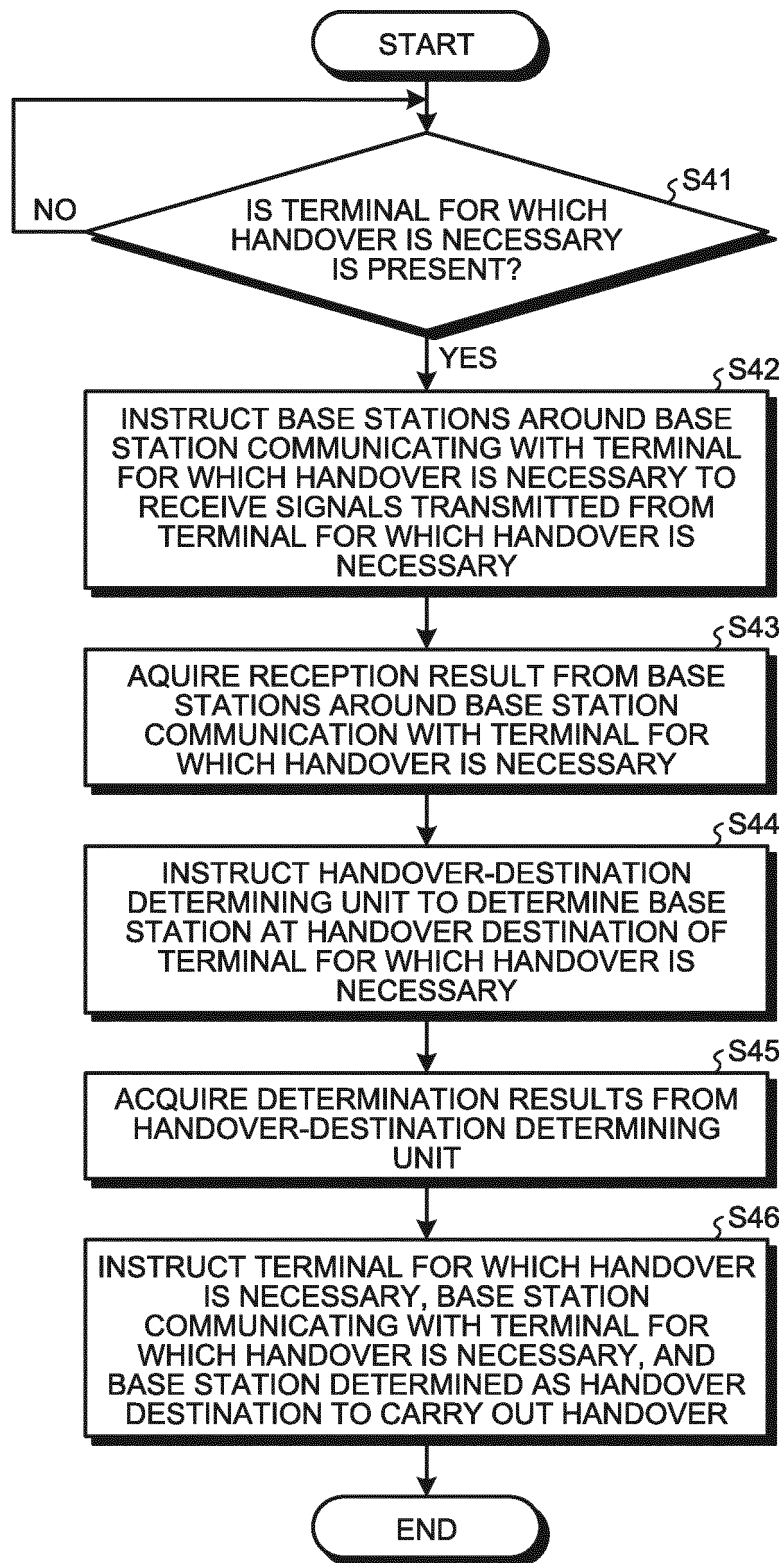 START
S41
NO
IS TERMINAL FOR WHICH
HANDOVER IS NECESSARY
IS PRESENT?
YES
S42
INSTRUCT BASE STATIONS AROUND BASE
STATION COMMUNICATING WITH TERMINAL
FOR WHICH HANDOVER IS NECESSARY TO
RECEIVE SIGNALS TRANSMITTED FROM
TERMINAL FOR WHICH HANDOVER IS
NECESSARY
S43
AQUIRE RECEPTION RESULT FROM BASE
STATIONS AROUND BASE STATION
COMMUNICATION WITH TERMINAL FOR
WHICH HANDOVER IS NECESSARY
S44
INSTRUCT HANDOVER-DESTINATION
DETERMINING UNIT TO DETERMINE BASE
STATION AT HANDOVER DESTINATION OF
TERMINAL FOR WHICH HANDOVER IS
NECESSARY
S45
ACQUIRE DETERMINATION RESULTS FROM
HANDOVER-DESTINATION DETERMINING
UNIT
S46
INSTRUCT TERMINAL FOR WHICH HANDOVER
IS NECESSARY, BASE STATION
COMMUNICATING WITH TERMINAL FOR
WHICH HANDOVER IS NECESSARY, AND
BASE STATION DETERMINED AS HANDOVER
DESTINATION TO CARRY OUT HANDOVER
END